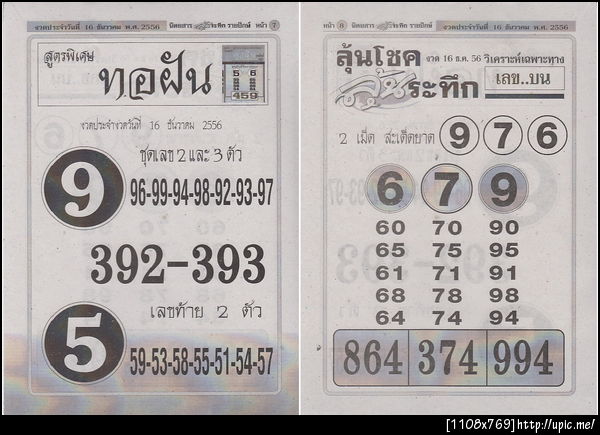 งวดประจำวันที่ 16 ธันวาคม พ.ศ. 2556 นิตยสาร รายปักษ์ หน้า 7
สูตรพิเศษ
ทอฝัน
5 6
459
งวดประจำงวดวันที่ 16 ธันวาคม 2556
ชุดเลข 2 และ 3 ตัว
9
96-99-94-98-92-93-97
392-393
เลขท้าย 2 ตัว
5
59-53-58-55-51-54-57
หน้า 8 นิตยสาร รายปักษ์ งวดประจำวันที่ 16 ธันวาคม พ.ศ. 2556
ลุ้นโชค งวด 16 ธ.ค. 56 วิเคราะห์เฉพาะทาง
ลุ้นระทึก เลข..บน
2 เม็ด สะเด็ดยาด 9 7 6
6 7 9
60 70 90
65 75 95
61 71 91
68 78 98
64 74 94
864 374 994
[1108x769]http://upic.me/